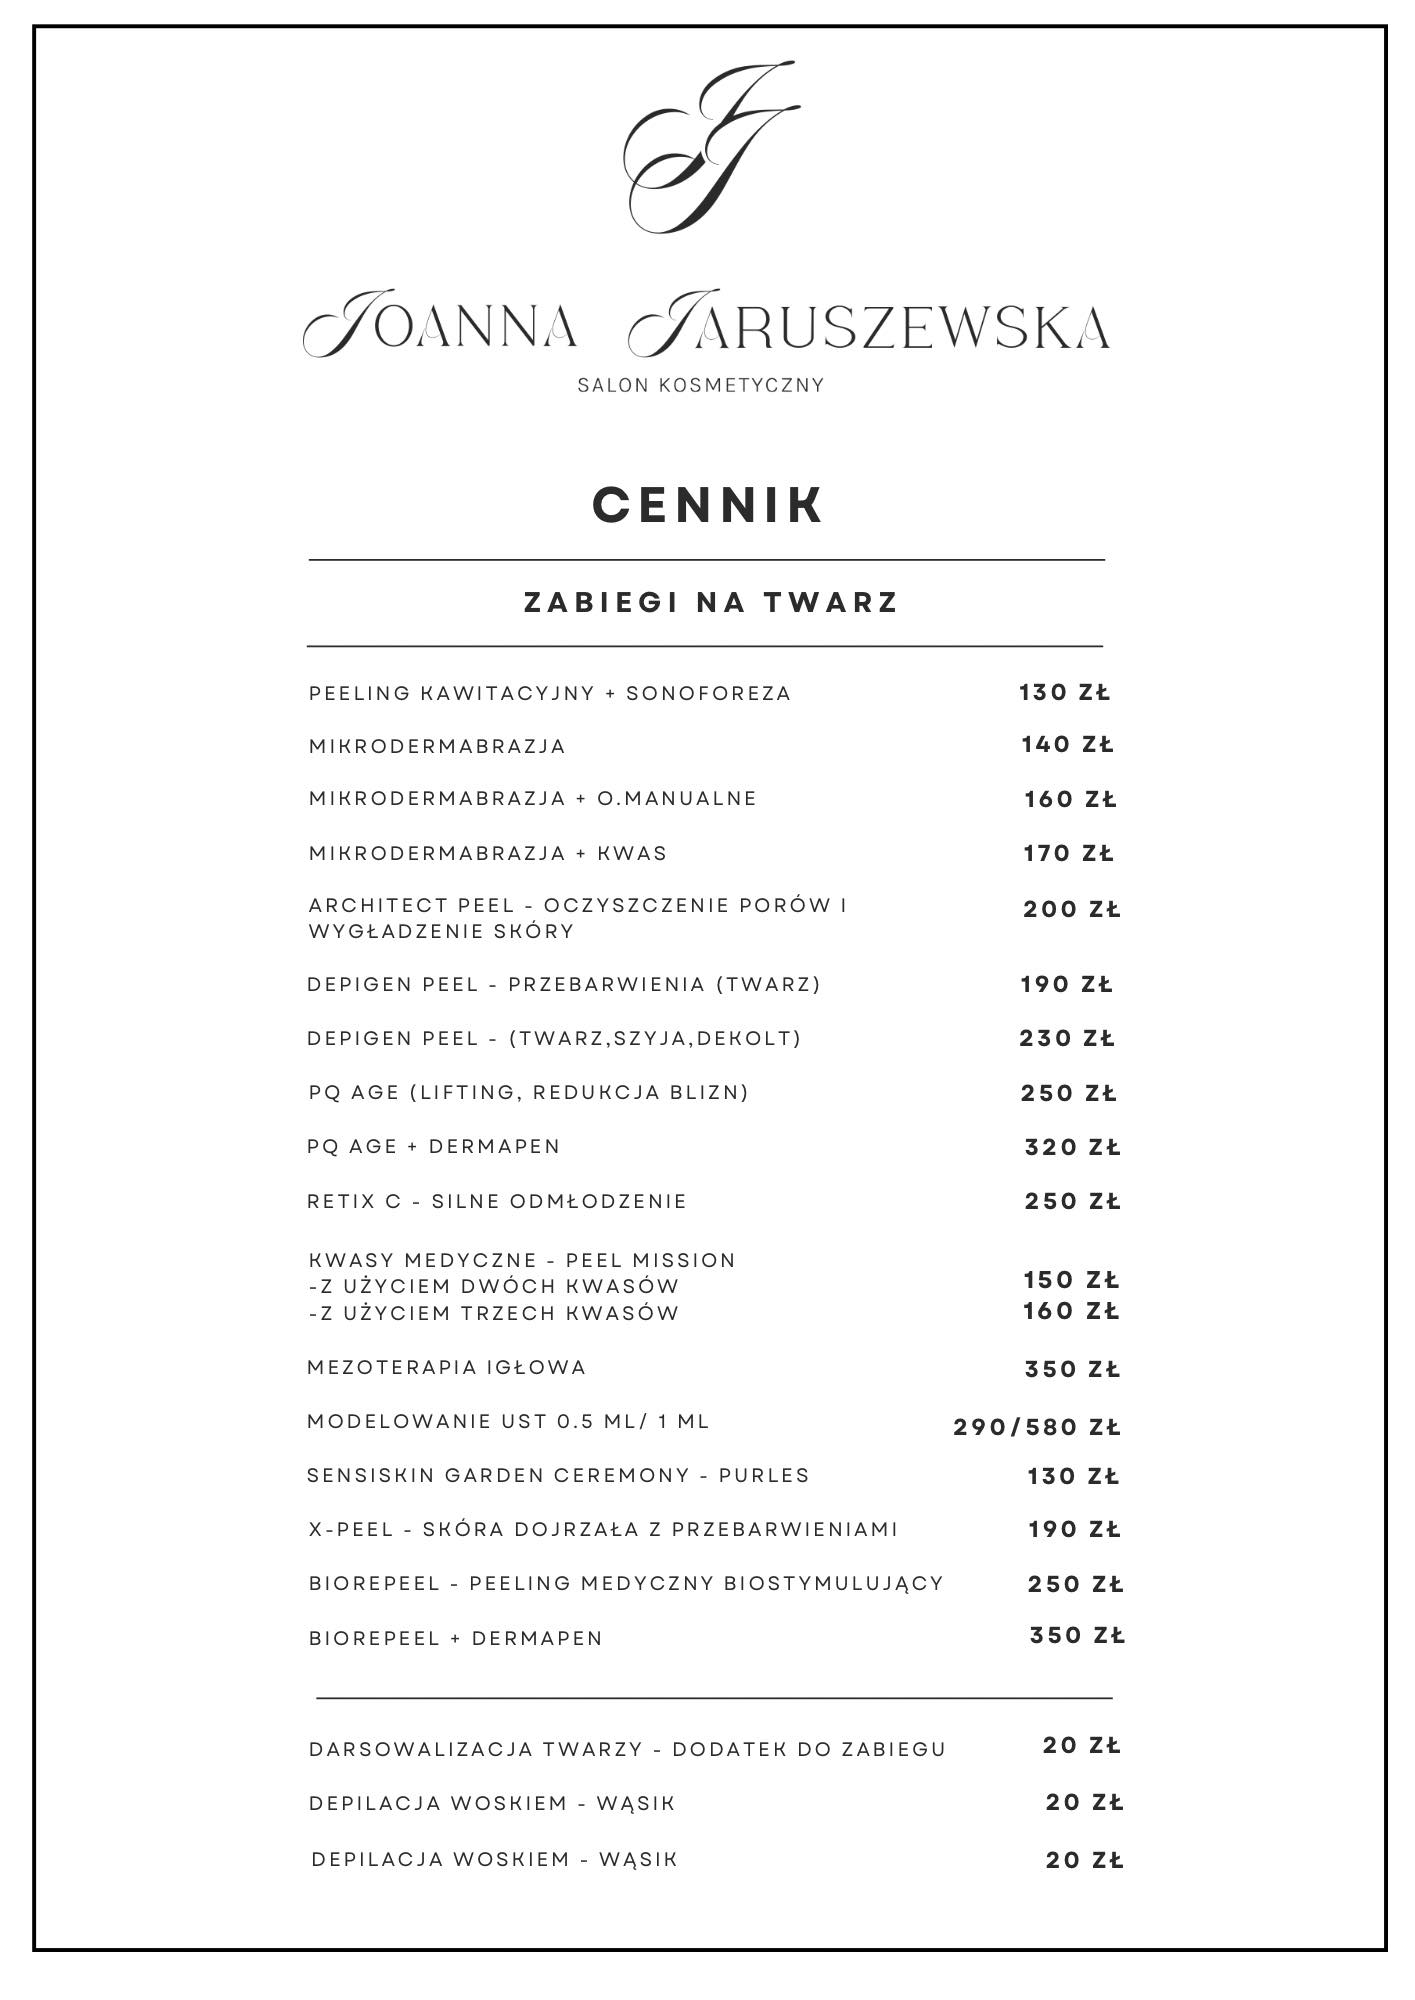 JJ
JOANNA JARUSZEWSKA
SALON KOSMETYCZNY
CENNIK
ZABIEGI NA TWARZ
PEELING KAWITACYJNY + SONOFOREZA 130 ZŁ
MIKRODERMABRAZJA 140 ZŁ
MIKRODERMABRAZJA + O.MANUALNE 160 ZŁ
MIKRODERMABRAZJA + KWAS 170 ZŁ
ARCHITECT PEEL - OCZYSZCZENIE PORÓW I 200 ZŁ
WYGŁADZENIE SKÓRY
DEPIGEN PEEL - PRZEBARWIENIA (TWARZ) 190 ZŁ
DEPIGEN PEEL - (TWARZ,SZYJA,DEKOLT) 230 ZŁ
PQ AGE (LIFTING, REDUKCJA BLIZN) 250 ZŁ
PQ AGE + DERMAPEN 320 ZŁ
RETIX C - SILNE ODMŁODZENIE 250 ZŁ
KWASY MEDYCZNE - PEEL MISSION
-Z UŻYCIEM DWÓCH KWASÓW 150 ZŁ
-Z UŻYCIEM TRZECH KWASÓW 160 ZŁ
MEZOTERAPIA IGŁOWA 350 ZŁ
MODELOWANIE UST 0.5 ML/ 1 ML 290/580 ZŁ
SENSISKIN GARDEN CEREMONY - PURLES 130 ZŁ
X-PEEL - SKÓRA DOJRZAŁA Z PRZEBARWIENIAMI 190 ZŁ
BIOREPEEL - PEELING MEDYCZNY BIOSTYMULUJĄCY 250 ZŁ
BIOREPEEL + DERMAPEN 350 ZŁ
DARSOWALIZACJA TWARZY - DODATEK DO ZABIEGU 20 ZŁ
DEPILACJA WOSKIEM - WĄSIK 20 ZŁ
DEPILACJA WOSKIEM - WĄSIK 20 ZŁ